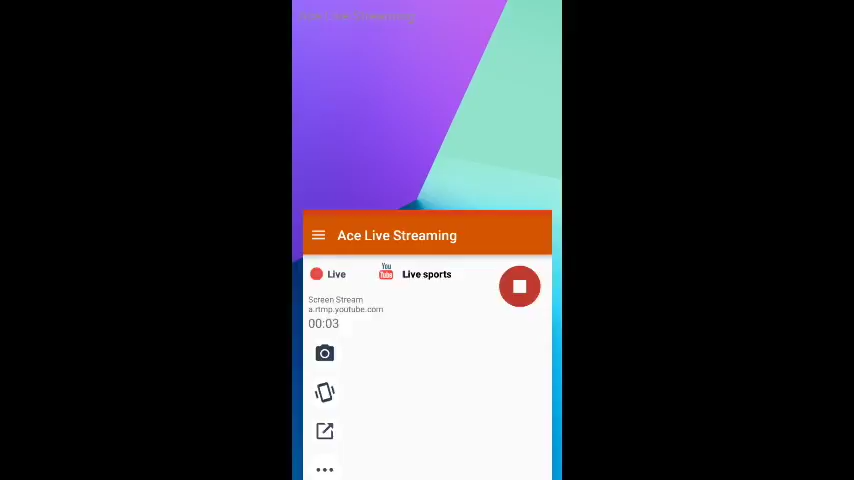 Ace Live Streaming
Live
You
Tube
Live sports
Screen Stream
a.rtmp.youtube.com
00:03